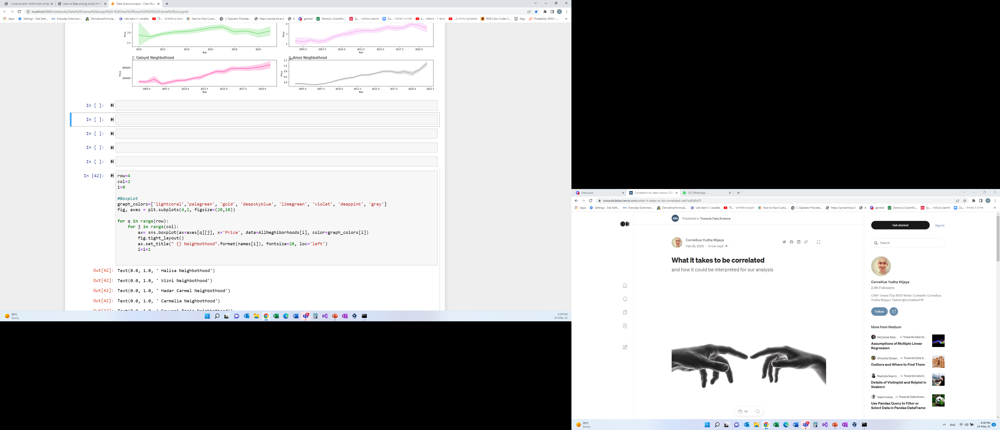 קורס: מבוא למדעי הנתונים-שיטוח
intro to Data mining כריית נתונים
Data Science project - Chen Russ
localhost:8888/notebooks/Data%20Science%20project%20-%20Chen%20Russo%20%26%20Carmel%20Levi.ipynb
Apps
Settings - Site Setti...
Everyday Grammar:...
DerivativesFormula...
Lets learn C: varialbe
TE... - הטכניון מלמדים
Face-to-Face Custo...
C Operator Precede...
https://portal.hit.ac.il
פ
general
Desmos | Scientific...
Sy... - מחשבון גבולות
Zo... - חדו"א 1-תרגיל
אינפי 1 - המספר e,...
מתמטיקה בדידה 2...
RGB Color Codes C...
Algo
Probability 20021 -...
2.0
1.5
Price
2010 2012 2014 2016 2018 2020
Year
4
3
2
Price
2005.0 2007.5 2010.0 2012.5 2015.0 2017.5 2020.0
Year
Galoyot Neighbothood
400000
200000
Price
2005.0 2007.5 2010.0 2012.5 2015.0 2017.5 2020.0
Year
Amos Neighbothood
1e6
1.2
1.0
0.8
0.6
0.4
Price
2005.0 2007.5 2010.0 2012.5 2015.0 2017.5 2020.0 2022.5
Year
In [ ]:
In [ ]:
In [ ]:
In [ ]:
In [ ]:
In [42]:
row=4
col=2
i=0
#Boxplot
graph_colors=['lightcoral','palegreen', 'gold', 'deepskyblue', 'limegreen', 'violet', 'deeppink', 'grey']
fig, axes = plt.subplots(4,2, figsize=(20,10))
for q in range(row):
for j in range(col):
ax= sns.boxplot(ax=axes[q][j], x='Price', data=AllNeghiborhoods[i], color=graph_colors[i])
fig.tight_layout()
ax.set_title(" {} Neighbothood".format(names[i]), fontsize=20, loc='left')
i=i+1
Out[42]: Text(0.0, 1.0, ' Halisa Neighbothood')
Out[42]: Text(0.0, 1.0, ' Vizni Neighbothood')
Out[42]: Text(0.0, 1.0, ' Hadar Carmel Neighbothood')
Out[42]: Text(0.0, 1.0, ' Carmelia Neighbothood')
20°C
Sunny
9+
6:38 PM
24-May-22
chenrusso
Correlation for data science | Tow
(37) WhatsApp
towardsdatascience.com/what-it-takes-to-be-correlated-ce41ad0d8d7f
Apps
Settings - Site Setti...
Everyday Grammar:...
DerivativesFormula...
Lets learn C: varialbe
TE... - הטכניון מלמדים
Face-to-Face Custo...
C Operator Precede...
https://portal.hit.ac.il
פ
general
Desmos | Scientific...
Sy... - מחשבון גבולות
Zo... - חדו"א 1-תרגיל
tds
Published in Towards Data Science
Cornellius Yudha Wijaya
Feb 26, 2020 · 11 min read
What it takes to be correlated
and how it could be interpreted for our analysis
79
Get started
Sign In
Search
Cornellius Yudha Wijaya
2.4K Followers
1.5M+ Views |Top 1000 Writer | LinkedIn: Cornellius
Yudha Wijaya | Twitter:@CornelliusYW
Follow
More from Medium
Md Sohel Mah... in Towards Data Sc...
Assumptions of Multiple Linear
Regression
Dinusha Dissan... in Towards Data S...
Outliers and Where to Find Them
Rashida Nasrin ... in Towards Data S...
Details of Violinplot and Relplot in
Seaborn
Saed Hussa... in Towards Data Scien...
Use Pandas Query to Filter or
Select Data in Pandas DataFrame
20°C
Sunny
9+
ENG
6:38 PM
24-May-22
22